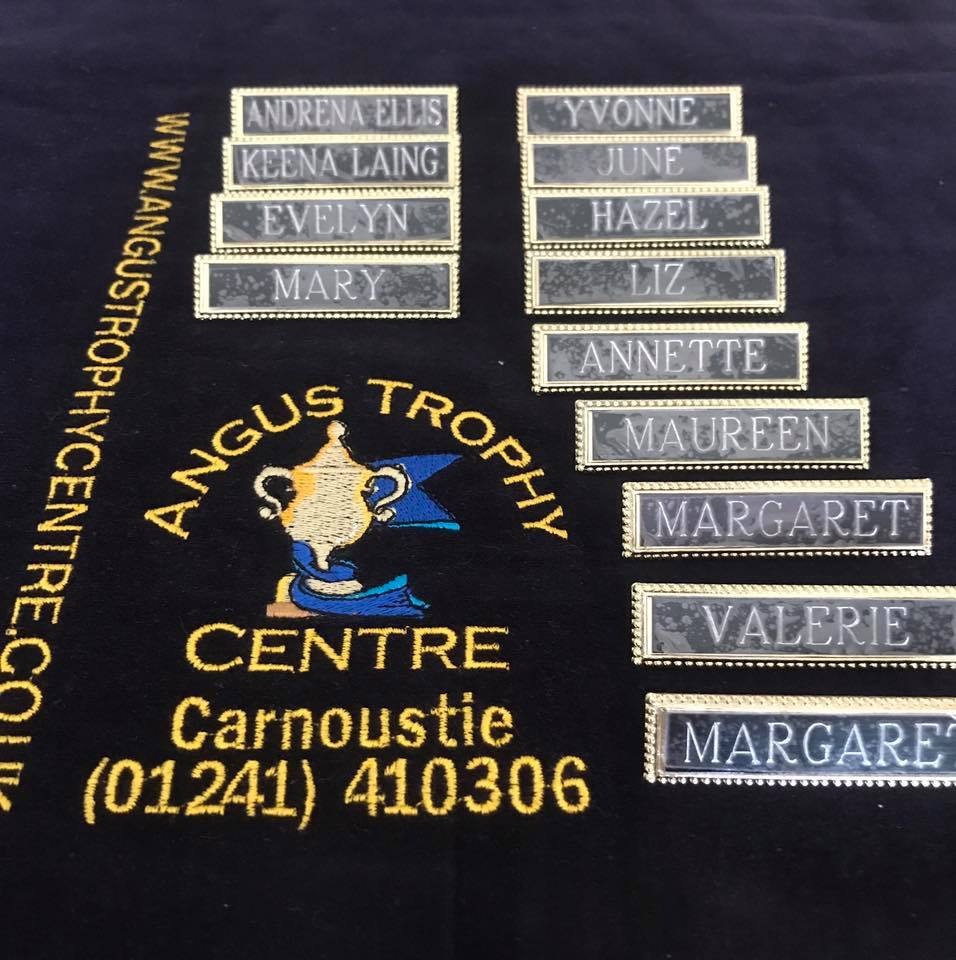 WWW.ANGUSTROPHYCENTRE.CO.UK
ANDRENA ELLIS
KEENA LAING
EVELYN
MARY
YVONNE
JUNE
HAZEL
LIZ
ANNETTE
MAUREEN
MARGARET
VALERIE
MARGARET
ANGUS TROPHY
CENTRE
Carnoustie
(01241) 410306